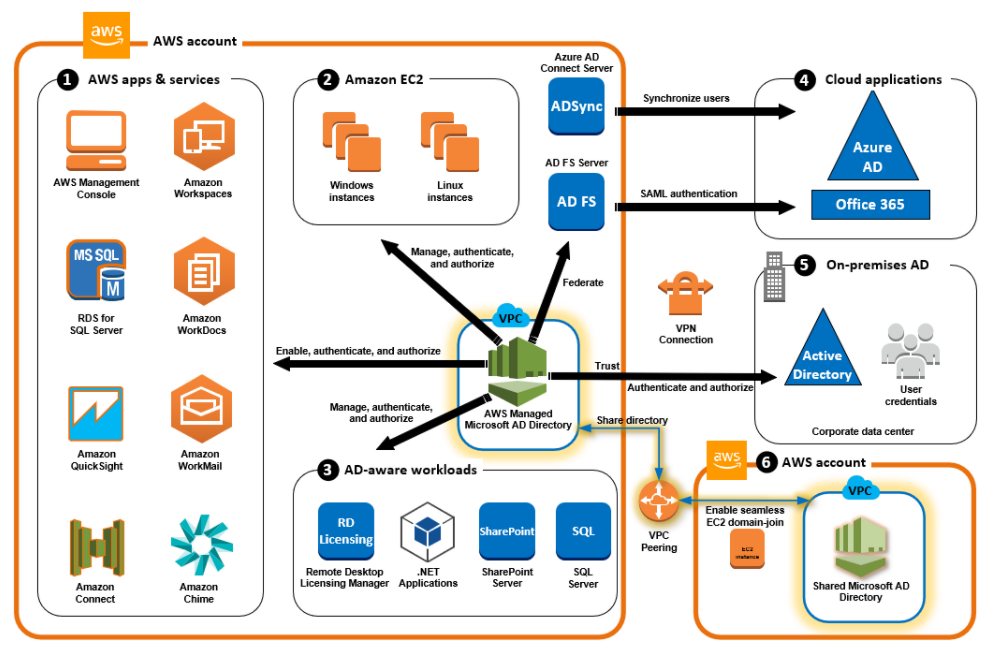 aws
AWS account
1 AWS apps & services
AWS Management
Console
Amazon
Workspaces
MS SQL
M
RDS for
SQL Server
Amazon
WorkDocs
Amazon
QuickSight
Amazon
WorkMail
Amazon
Connect
Amazon
Chime
2 Amazon EC2
Windows
instances
Linux
instances
Azure AD
Connect Server
ADSync
AD FS Server
AD FS
Synchronize users
SAML authentication
4 Cloud applications
Azure
AD
Office 365
Manage, authenticate,
and authorize
Federate
VPC
Enable, authenticate, and authorize
AWS Managed
Microsoft AD Directory
Manage, authenticate,
and authorize
Trust
Authenticate and authorize
VPN
Connection
5 On-premises AD
Active
Directory
User
credentials
Corporate data center
Share directory
3 AD-aware workloads
RD
Licensing
Remote Desktop
Licensing Manager
.NET
Applications
SharePoint
SharePoint
Server
SQL
SQL
Server
VPC
Peering
aws
6 AWS account
Enable seamless
EC2 domain-join
EC2
instance
VPC
Shared Microsoft AD
Directory